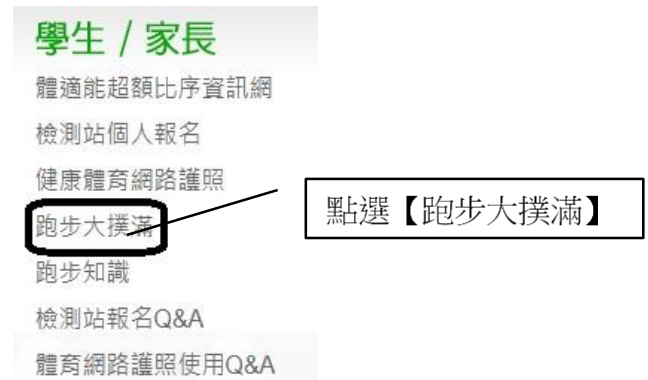 學生 / 家長
體適能超額比序資訊網
檢測站個人報名
健康體育網路護照
跑步大撲滿
點選【跑步大撲滿】
跑步知識
檢測站報名Q&A
體育網路護照使用Q&A